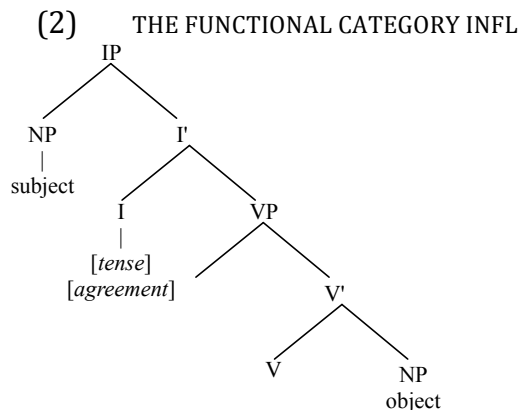 (2) THE FUNCTIONAL CATEGORY INFL
IP
NP I'
subject
I VP
[tense]
[agreement]
V'
V NP
object